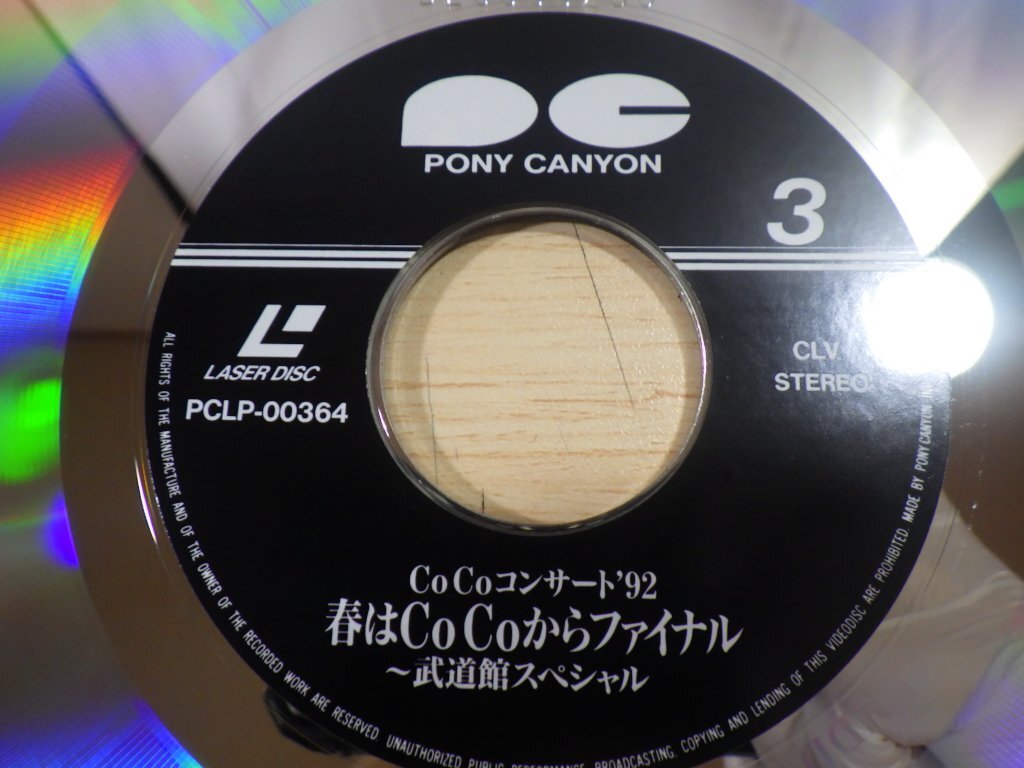 PC
PONY CANYON
3
LASER DISC
PCLP-00364
CLV
STEREO
CoCoコンサート'92
春はCoCoからファイナル
～武道館スペシャル
ALL RIGHTS OF THE MANUFACTURE AND OF THE OWNER OF THE RECORDED WORK ARE RESERVED. UNAUTHORIZED PUBLIC PERFORMANCE, BROADCASTING, COPYING AND LENDING OF THIS VIDEODISC ARE PROHIBITED. MADE BY PONY CANYON